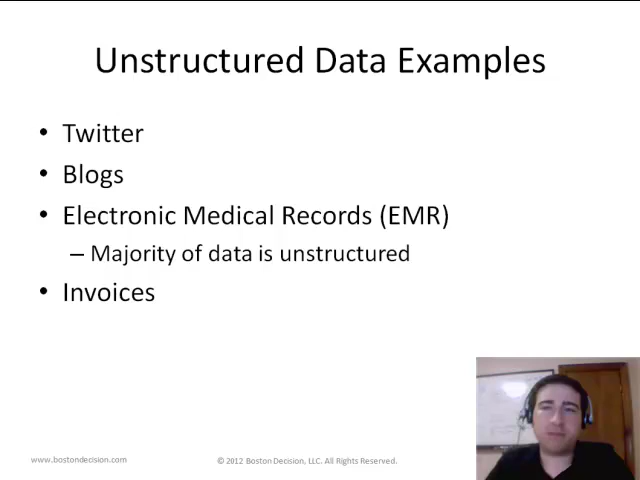 Unstructured Data Examples
• Twitter
• Blogs
• Electronic Medical Records (EMR)
– Majority of data is unstructured
• Invoices
www.bostondecision.com
© 2012 Boston Decision, LLC. All Rights Reserved.